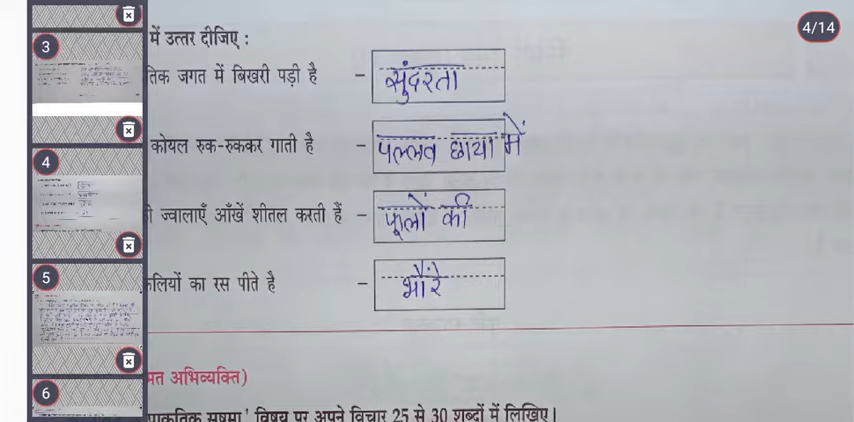 4/14
में उत्तर दीजिए :
तिक जगत में बिखरी पड़ी है - सुंदरता
कोयल रुक-रुककर गाती है - पल्लव छाया में
ज्वालाएँ आँखें शीतल करती हैं - फूलों की
लियों का रस पीते है - भौंरे
मत अभिव्यक्ति)
प्राकृतिक सुषमा' विषय पर अपने विचार 25 से 30 शब्दों में लिखिए।
3
4
5
6